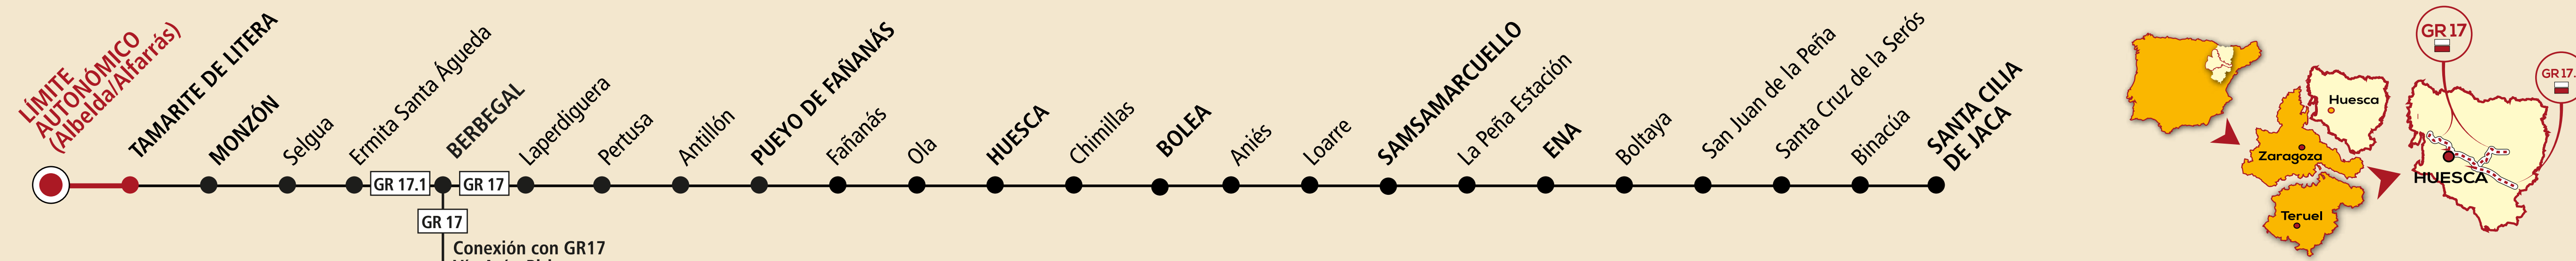 LÍMITE
AUTONÓMICO
(Albelda/Alfarrás)
TAMARITE DE LITERA
MONZÓN
Selgua
Ermita Santa Águeda
GR 17.1
BERBEGAL
GR 17
GR 17
Conexión con GR17
Laperdiguera
Pertusa
Antillón
PUEYO DE FAÑANÁS
Fañanás
Ola
HUESCA
Chimillas
BOLEA
Aniés
Loarre
SAMSAMARCUELLO
La Peña Estación
ENA
Boltaya
San Juan de la Peña
Santa Cruz de la Serós
Binacúa
SANTA CILIA
DE JACA
Huesca
Zaragoza
Teruel
GR 17
GR 17.
HUESCA